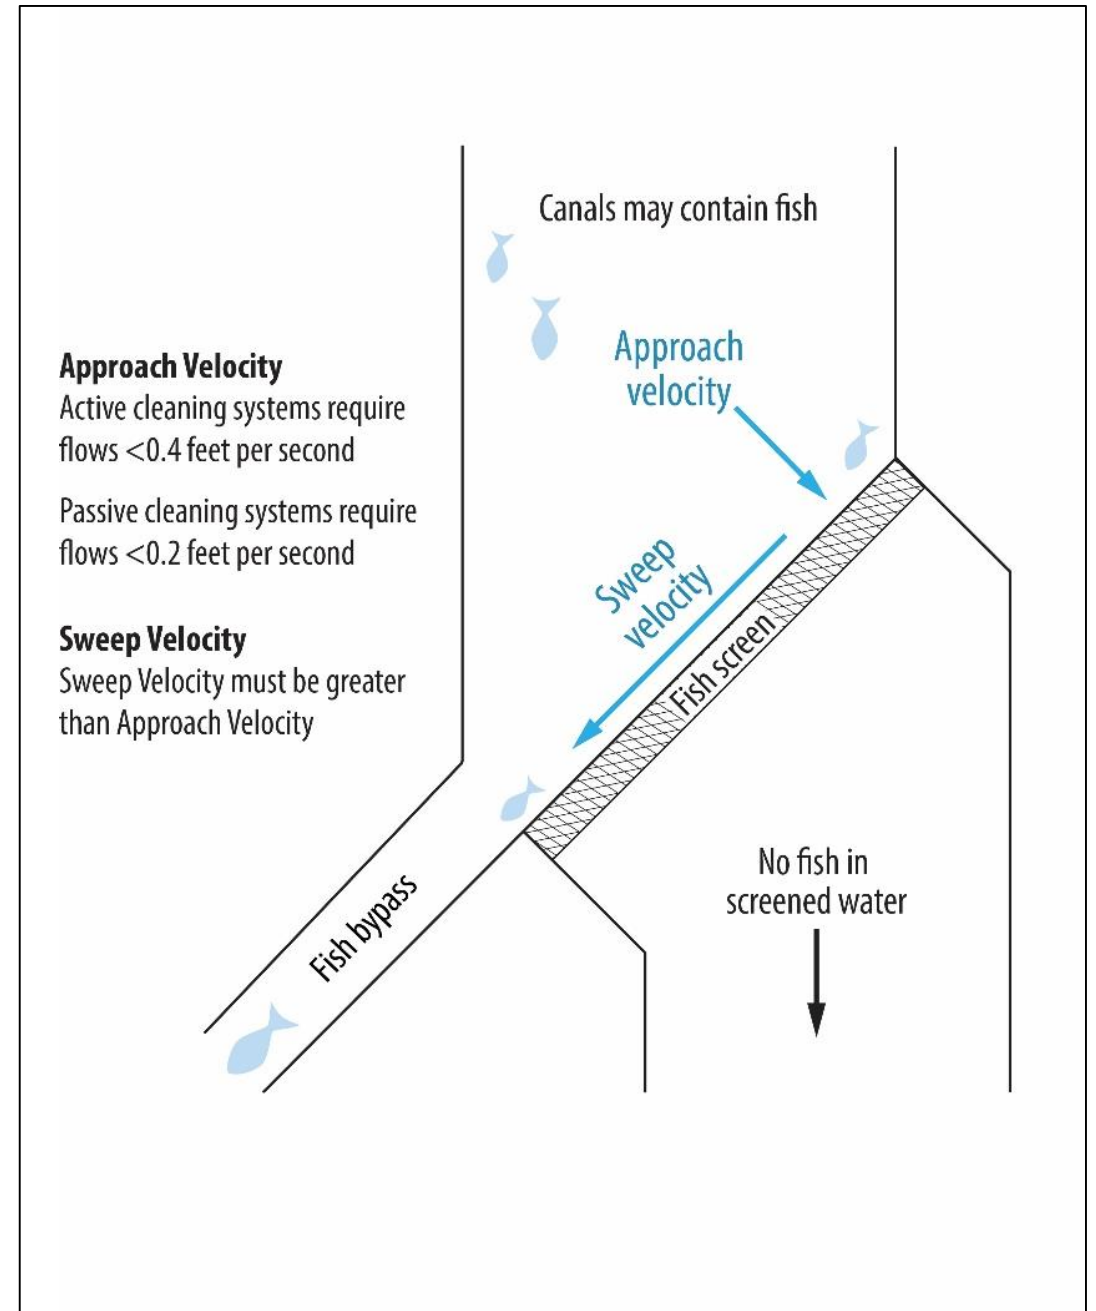 Canals may contain fish
Approach
velocity
Approach Velocity
Active cleaning systems require
flows <0.4 feet per second
Passive cleaning systems require
flows <0.2 feet per second
Sweep Velocity
Sweep Velocity must be greater
than Approach Velocity
Sweep
velocity
Fish screen
No fish in
screened water
Fish bypass